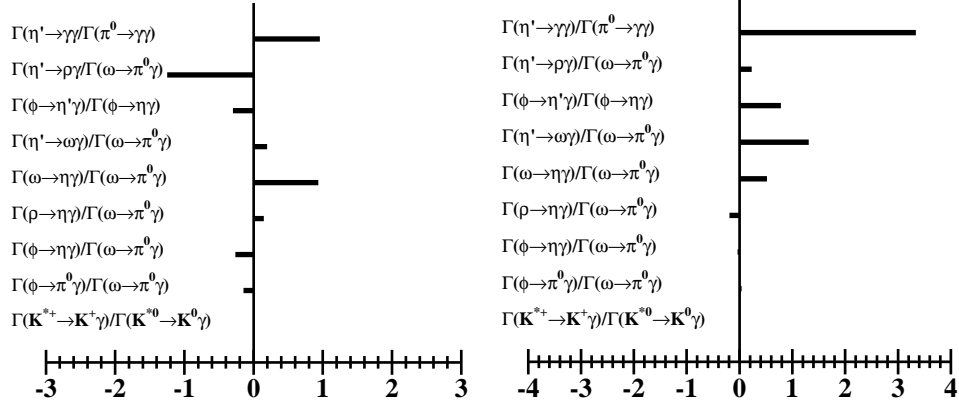 Γ(η'→γγ/Γ(π⁰→γγ)
Γ(η'→ργ/Γ(ω→π⁰γ)
Γ(φ→η'γ)/Γ(φ→ηγ)
Γ(η'→ωγ)/Γ(ω→π⁰γ)
Γ(ω→ηγ)/Γ(ω→π⁰γ)
Γ(ρ→ηγ)/Γ(ω→π⁰γ)
Γ(φ→ηγ)/Γ(ω→π⁰γ)
Γ(φ→π⁰γ)/Γ(ω→π⁰γ)
Γ(K*⁺→K⁺γ)/Γ(K*⁰→K⁰γ)
-3 -2 -1 0 1 2 3
Γ(η'→γγ)/Γ(π⁰→γγ)
Γ(η'→ργ)/Γ(ω→π⁰γ)
Γ(φ→η'γ)/Γ(φ→ηγ)
Γ(η'→ωγ)/Γ(ω→π⁰γ)
Γ(ω→ηγ)/Γ(ω→π⁰γ)
Γ(ρ→ηγ)/Γ(ω→π⁰γ)
Γ(φ→ηγ)/Γ(ω→π⁰γ)
Γ(φ→π⁰γ)/Γ(ω→π⁰γ)
Γ(K*⁺→K⁺γ)/Γ(K*⁰→K⁰γ)
-4 -3 -2 -1 0 1 2 3 4